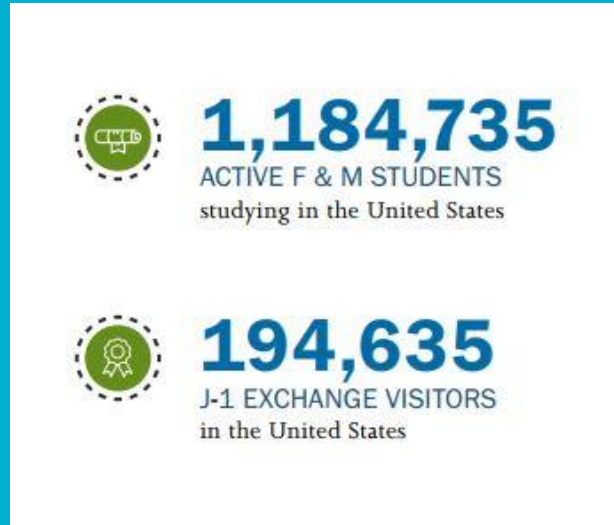 1,184,735
ACTIVE F & M STUDENTS
studying in the United States
194,635
J-1 EXCHANGE VISITORS
in the United States